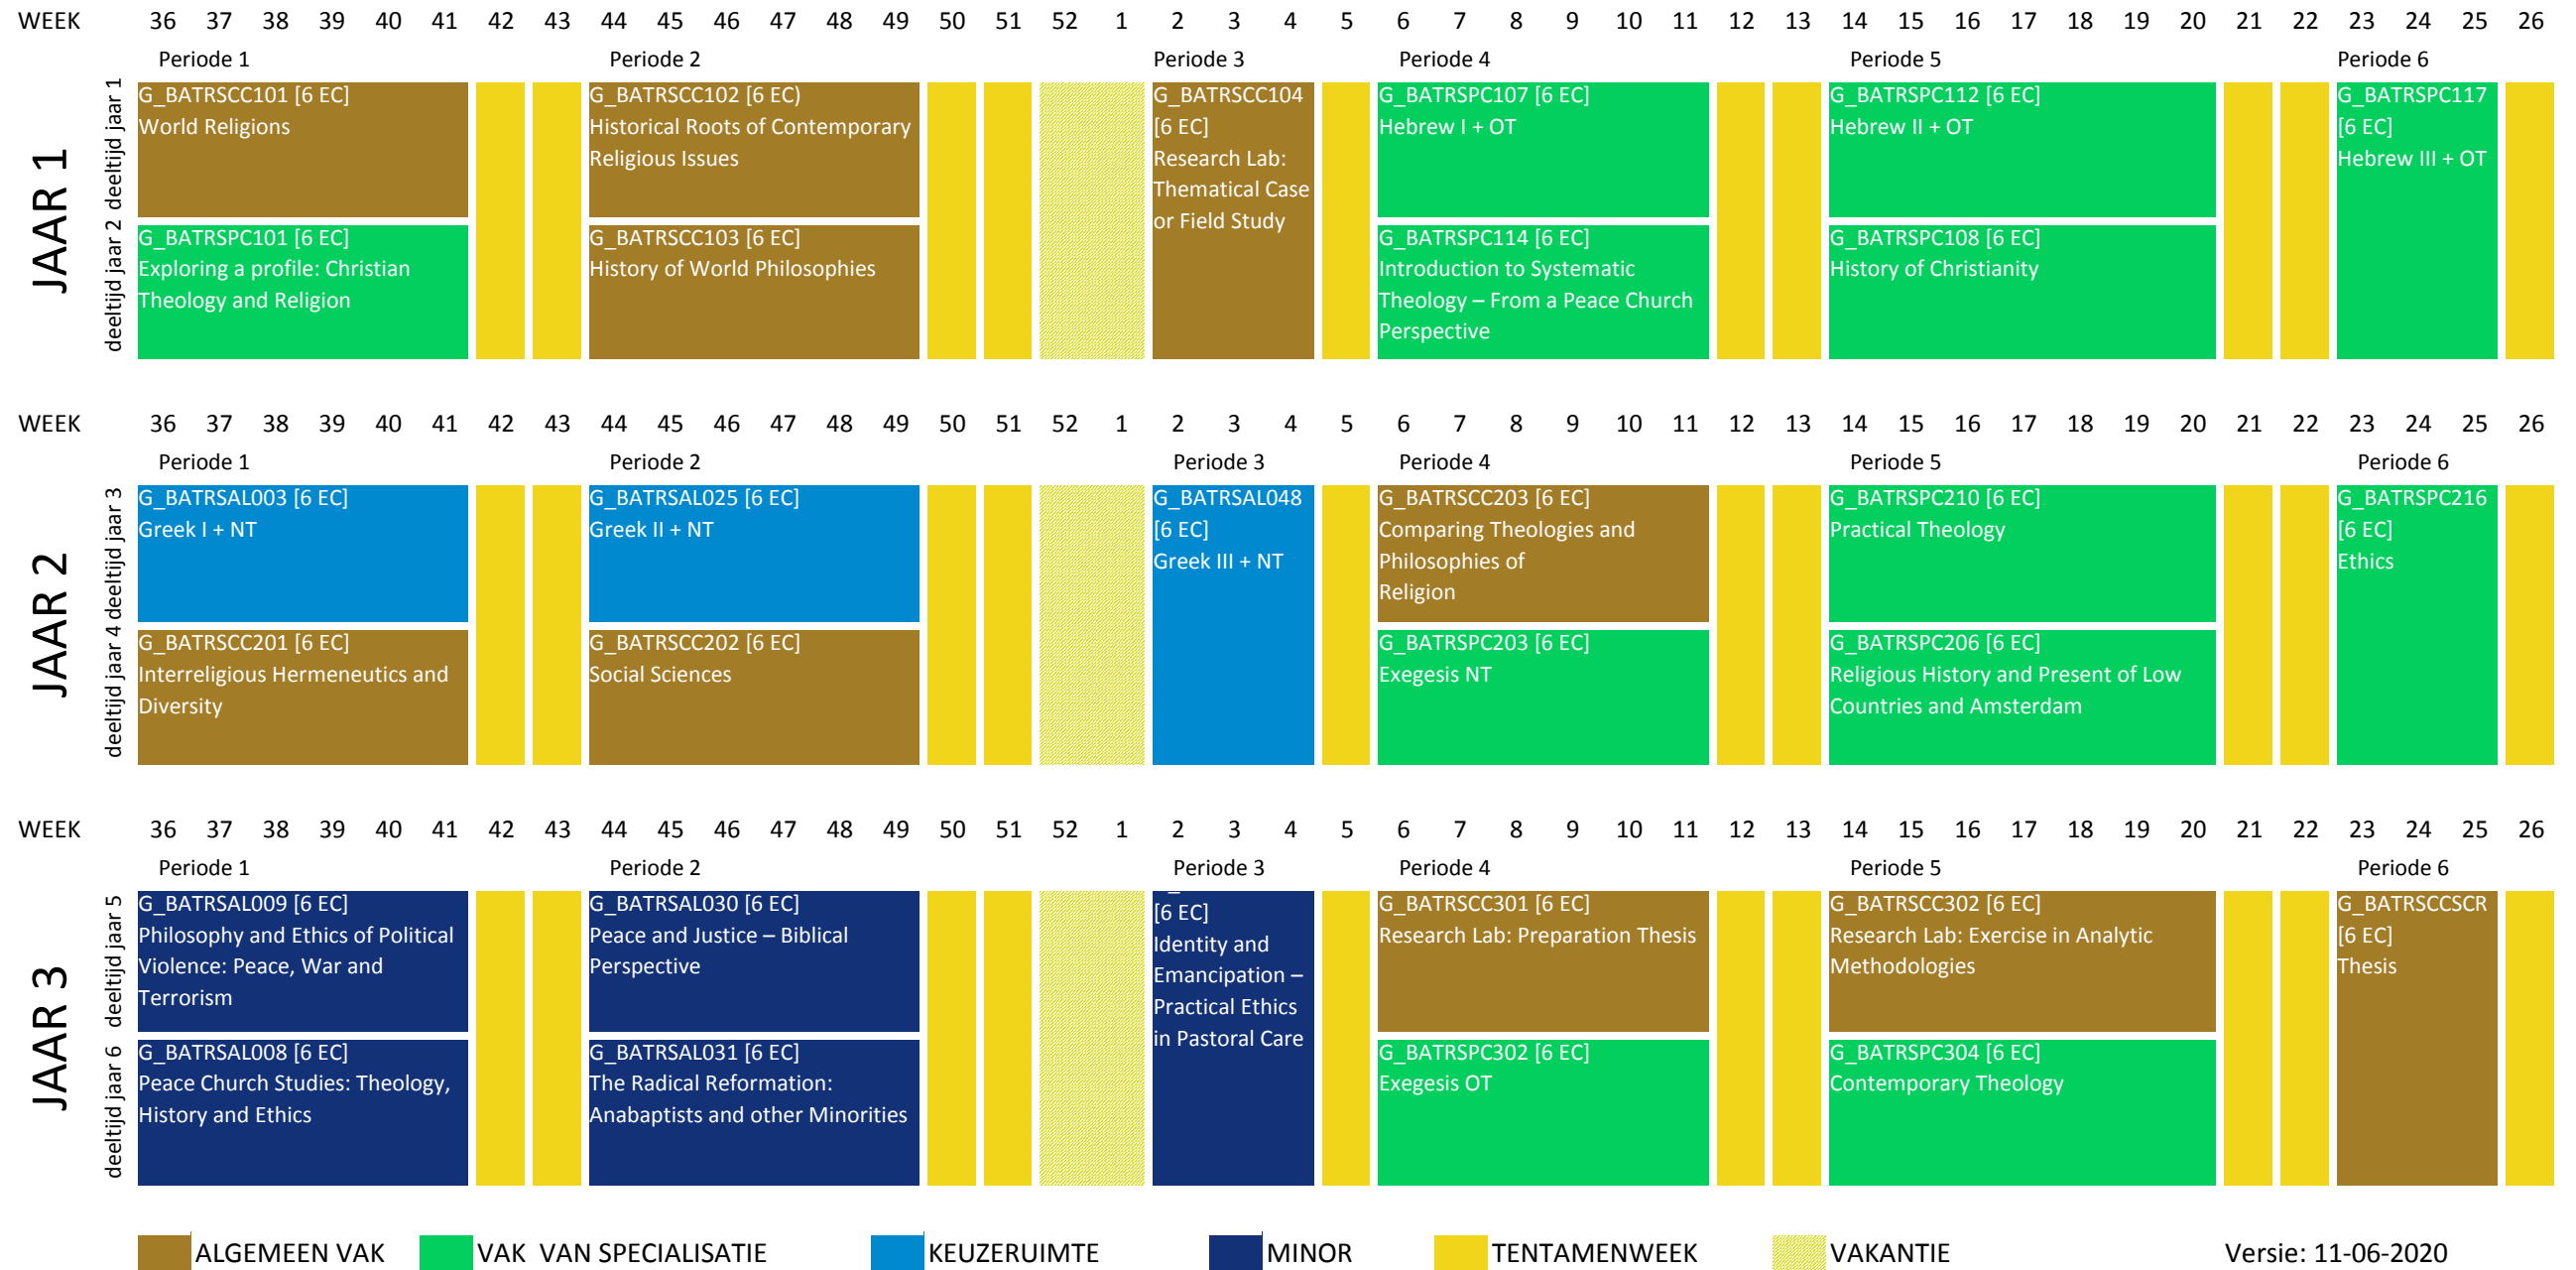 WEEK 36 37 38 39 40 41 42 43 44 45 46 47 48 49 50 51 52 1 2 3 4 5 6 7 8 9 10 11 12 13 14 15 16 17 18 19 20 21 22 23 24 25 26
Periode 1 Periode 2 Periode 3 Periode 4 Periode 5 Periode 6
JAAR 1
deeltijd jaar 1
G_BATRSCC101 [6 EC]
World Religions
G_BATRSCC102 [6 EC)
Historical Roots of Contemporary
Religious Issues
G_BATRSCC104
[6 EC]
Research Lab:
Thematical Case
or Field Study
G_BATRSPC107 [6 EC]
Hebrew I + OT
G_BATRSPC112 [6 EC]
Hebrew II + OT
G_BATRSPC117
[6 EC]
Hebrew III + OT
deeltijd jaar 2
G_BATRSPC101 [6 EC]
Exploring a profile: Christian
Theology and Religion
G_BATRSCC103 [6 EC]
History of World Philosophies
G_BATRSPC114 [6 EC]
Introduction to Systematic
Theology – From a Peace Church
Perspective
G_BATRSPC108 [6 EC]
History of Christianity
WEEK 36 37 38 39 40 41 42 43 44 45 46 47 48 49 50 51 52 1 2 3 4 5 6 7 8 9 10 11 12 13 14 15 16 17 18 19 20 21 22 23 24 25 26
Periode 1 Periode 2 Periode 3 Periode 4 Periode 5 Periode 6
JAAR 2
deeltijd jaar 3
G_BATRSAL003 [6 EC]
Greek I + NT
G_BATRSAL025 [6 EC]
Greek II + NT
G_BATRSAL048
[6 EC]
Greek III + NT
G_BATRSCC203 [6 EC]
Comparing Theologies and
Philosophies of
Religion
G_BATRSPC210 [6 EC]
Practical Theology
G_BATRSPC216
[6 EC]
Ethics
deeltijd jaar 4
G_BATRSCC201 [6 EC]
Interreligious Hermeneutics and
Diversity
G_BATRSCC202 [6 EC]
Social Sciences
G_BATRSPC203 [6 EC]
Exegesis NT
G_BATRSPC206 [6 EC]
Religious History and Present of Low
Countries and Amsterdam
WEEK 36 37 38 39 40 41 42 43 44 45 46 47 48 49 50 51 52 1 2 3 4 5 6 7 8 9 10 11 12 13 14 15 16 17 18 19 20 21 22 23 24 25 26
Periode 1 Periode 2 Periode 3 Periode 4 Periode 5 Periode 6
JAAR 3
deeltijd jaar 5
G_BATRSAL009 [6 EC]
Philosophy and Ethics of Political
Violence: Peace, War and
Terrorism
G_BATRSAL030 [6 EC]
Peace and Justice – Biblical
Perspective
[6 EC]
Identity and
Emancipation –
Practical Ethics
in Pastoral Care
G_BATRSCC301 [6 EC]
Research Lab: Preparation Thesis
G_BATRSCC302 [6 EC]
Research Lab: Exercise in Analytic
Methodologies
G_BATRSCCSCR
[6 EC]
Thesis
deeltijd jaar 6
G_BATRSAL008 [6 EC]
Peace Church Studies: Theology,
History and Ethics
G_BATRSAL031 [6 EC]
The Radical Reformation:
Anabaptists and other Minorities
G_BATRSPC302 [6 EC]
Exegesis OT
G_BATRSPC304 [6 EC]
Contemporary Theology
ALGEMEEN VAK VAK VAN SPECIALISATIE KEUZERUIMTE MINOR TENTAMENWEEK VAKANTIE Versie: 11-06-2020